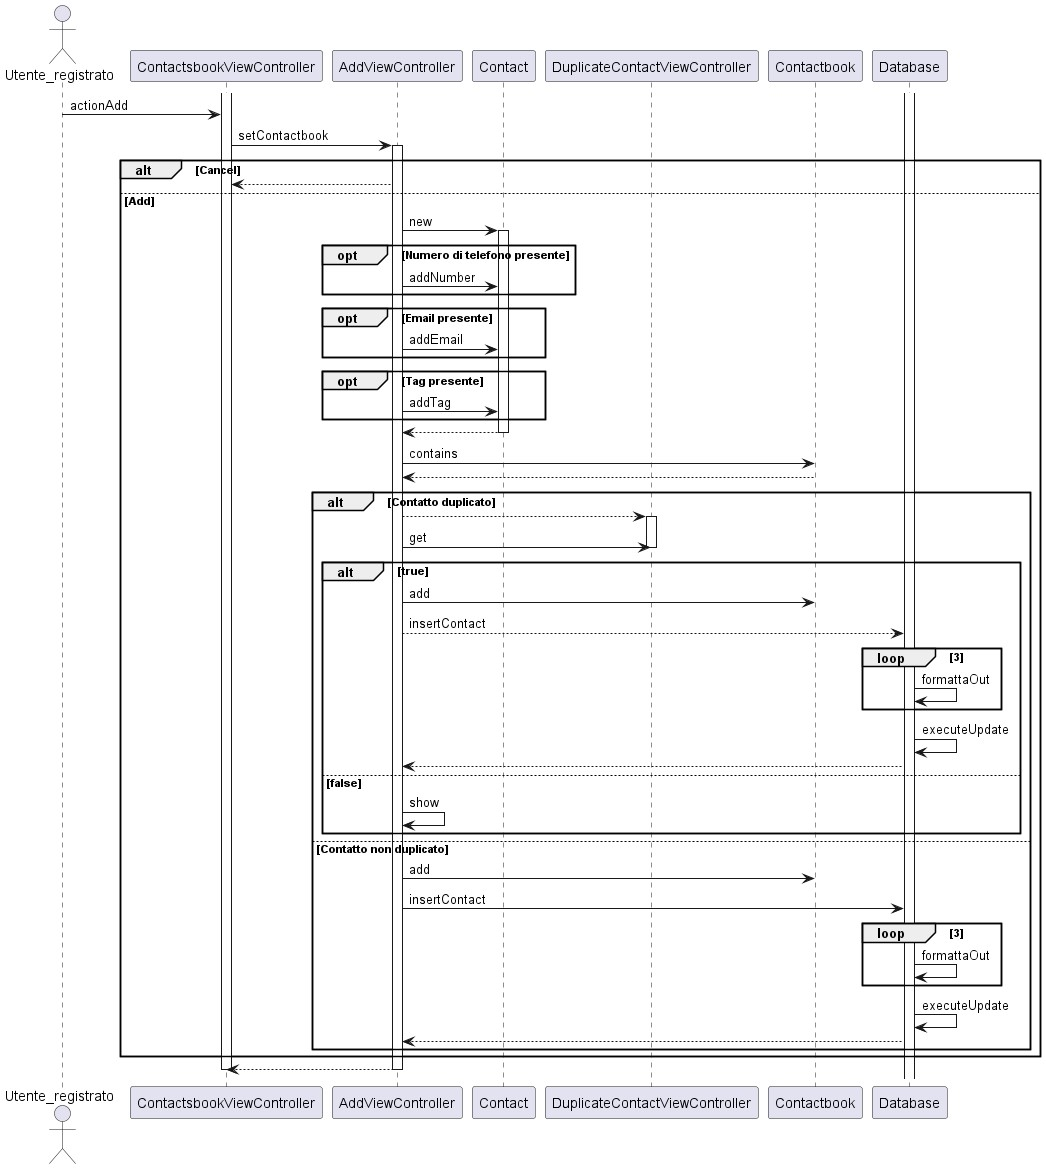 Utente_registrato
ContactsbookViewController
AddViewController
Contact
DuplicateContactViewController
Contactbook
Database
actionAdd
setContactbook
alt [Cancel]
[Add]
new
opt [Numero di telefono presente]
addNumber
opt [Email presente]
addEmail
opt [Tag presente]
addTag
contains
alt [Contatto duplicato]
get
alt [true]
add
insertContact
loop [3]
formattaOut
executeUpdate
[false]
show
[Contatto non duplicato]
add
insertContact
loop [3]
formattaOut
executeUpdate
Utente_registrato
ContactsbookViewController
AddViewController
Contact
DuplicateContactViewController
Contactbook
Database